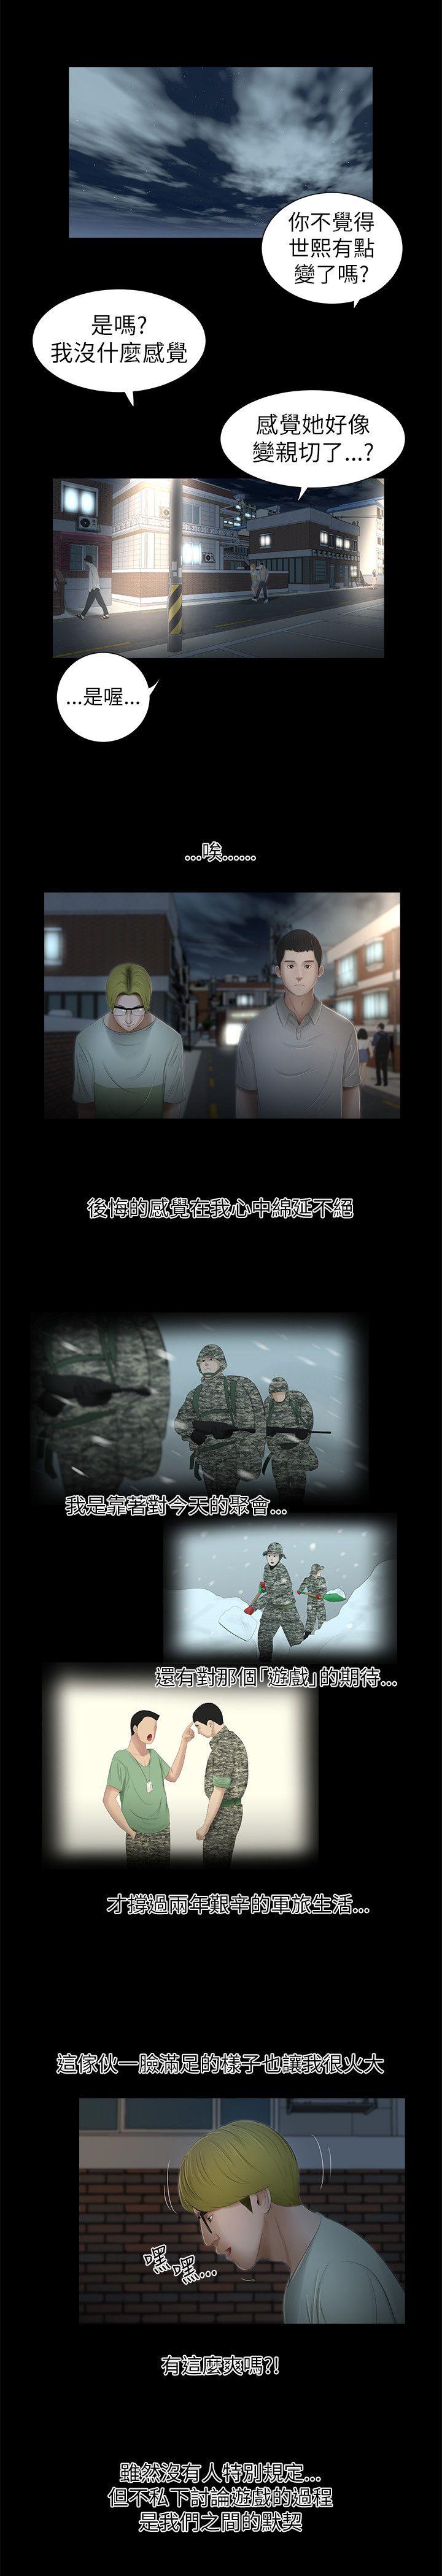 你不覺得
世熙有點
變了嗎?
是嗎?
我沒什麼感覺
感覺她好像
變親切了...?
...是喔...
...唉......
後悔的感覺在我心中綿延不絕
我是靠著對今天的聚會...
還有對那個「遊戲」的期待...
才撐過兩年艱辛的軍旅生活...
這傢伙一臉滿足的樣子也讓我很火大
嘿
嘿...
有這麼爽嗎?!
雖然沒有人特別規定...
但不私下討論遊戲的過程
是我們之間的默契